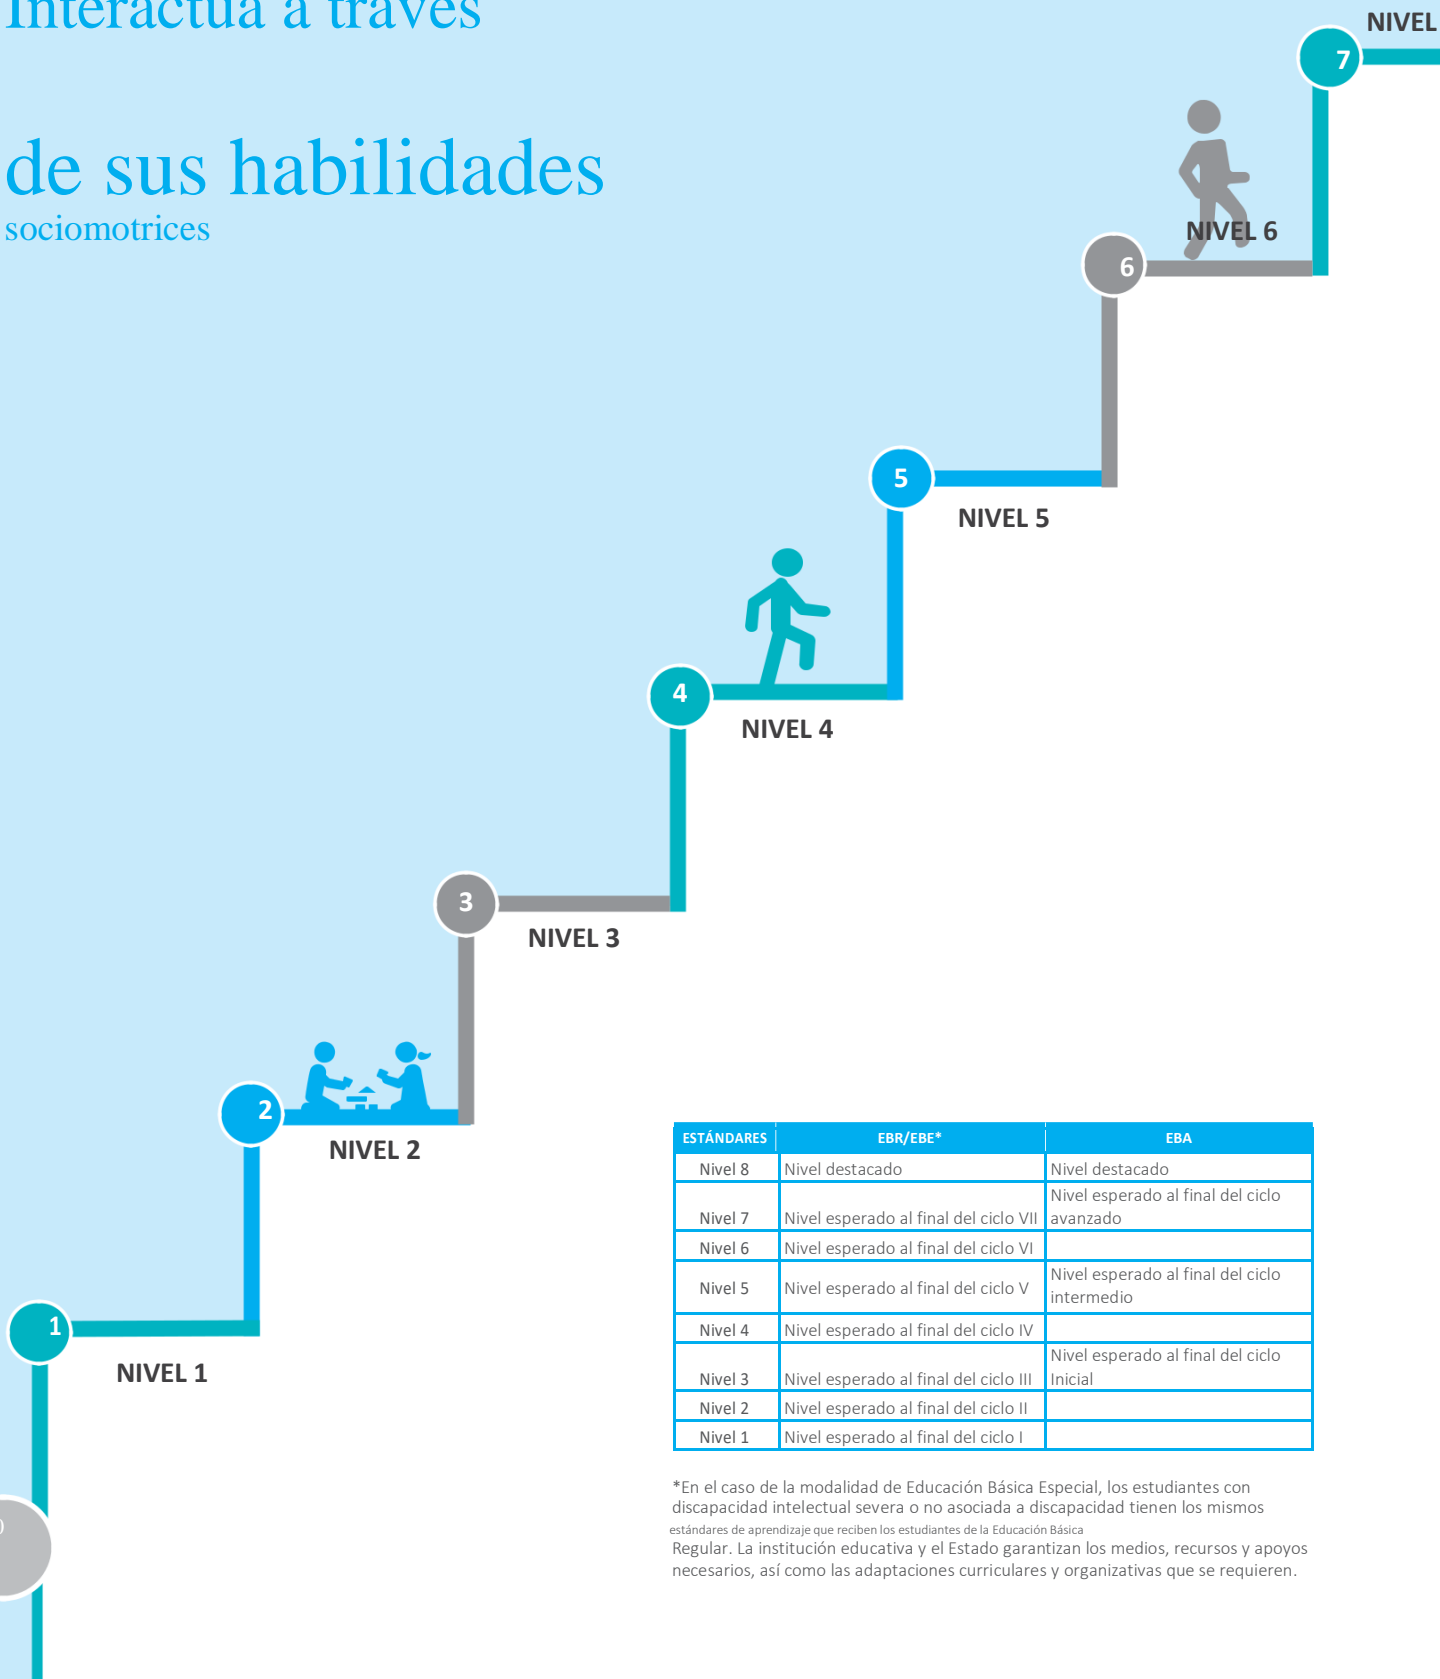 Interactúa a través
de sus habilidades
sociomotrices
NIVEL
7
NIVEL 6
6
5
NIVEL 5
4
NIVEL 4
3
NIVEL 3
2
NIVEL 2
1
NIVEL 1
ESTÁNDARES EBR/EBE* EBA
Nivel 8 Nivel destacado Nivel destacado
Nivel 7 Nivel esperado al final del ciclo VII Nivel esperado al final del ciclo
avanzado
Nivel 6 Nivel esperado al final del ciclo VI
Nivel 5 Nivel esperado al final del ciclo V Nivel esperado al final del ciclo
intermedio
Nivel 4 Nivel esperado al final del ciclo IV
Nivel 3 Nivel esperado al final del ciclo III Nivel esperado al final del ciclo
Inicial
Nivel 2 Nivel esperado al final del ciclo II
Nivel 1 Nivel esperado al final del ciclo I
*En el caso de la modalidad de Educación Básica Especial, los estudiantes con
discapacidad intelectual severa o no asociada a discapacidad tienen los mismos
estándares de aprendizaje que reciben los estudiantes de la Educación Básica
Regular. La institución educativa y el Estado garantizan los medios, recursos y apoyos
necesarios, así como las adaptaciones curriculares y organizativas que se requieren.